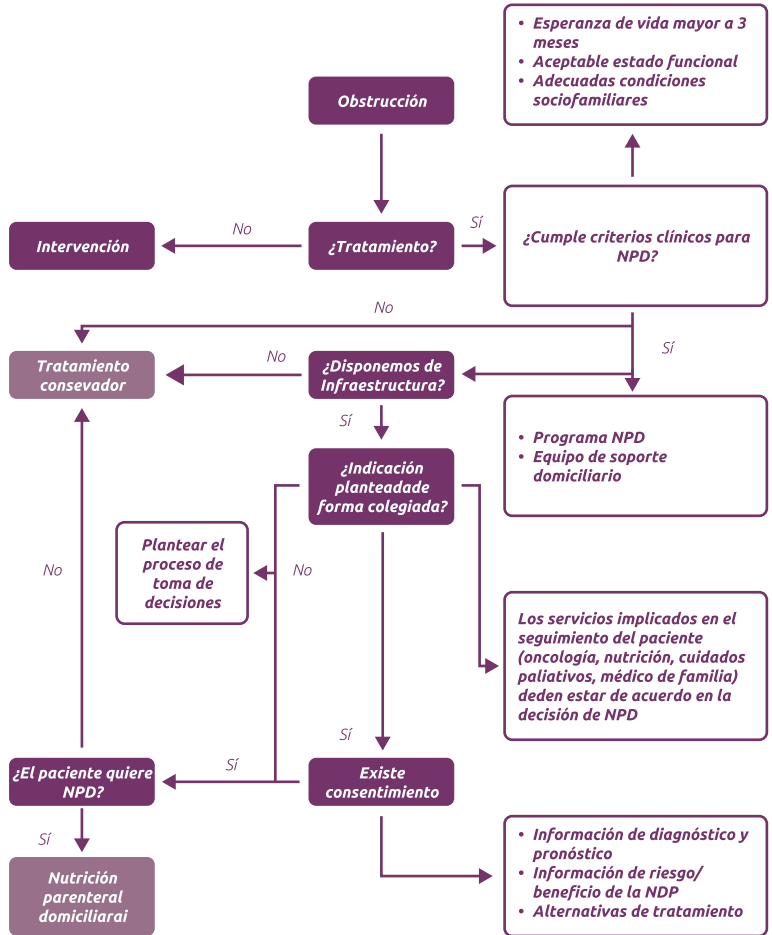 • Esperanza de vida mayor a 3
meses
• Aceptable estado funcional
• Adecuadas condiciones
sociofamiliares
Obstrucción
Intervención
No
¿Tratamiento?
Sí
¿Cumple criterios clínicos para
NPD?
No
Sí
Tratamiento
consevador
No
¿Disponemos de
Infraestructura?
Sí
• Programa NPD
• Equipo de soporte
domiciliario
¿Indicación
planteadade
forma colegiada?
Plantear el
proceso de
toma de
decisiones
No
No
Los servicios implicados en el
seguimiento del paciente
(oncología, nutrición, cuidados
paliativos, médico de familia)
deden estar de acuerdo en la
decisión de NPD
Sí
¿El paciente quiere
NPD?
Sí
Existe
consentimiento
Sí
Nutrición
parenteral
domiciliarai
• Información de diagnóstico y
pronóstico
• Información de riesgo/
beneficio de la NDP
• Alternativas de tratamiento